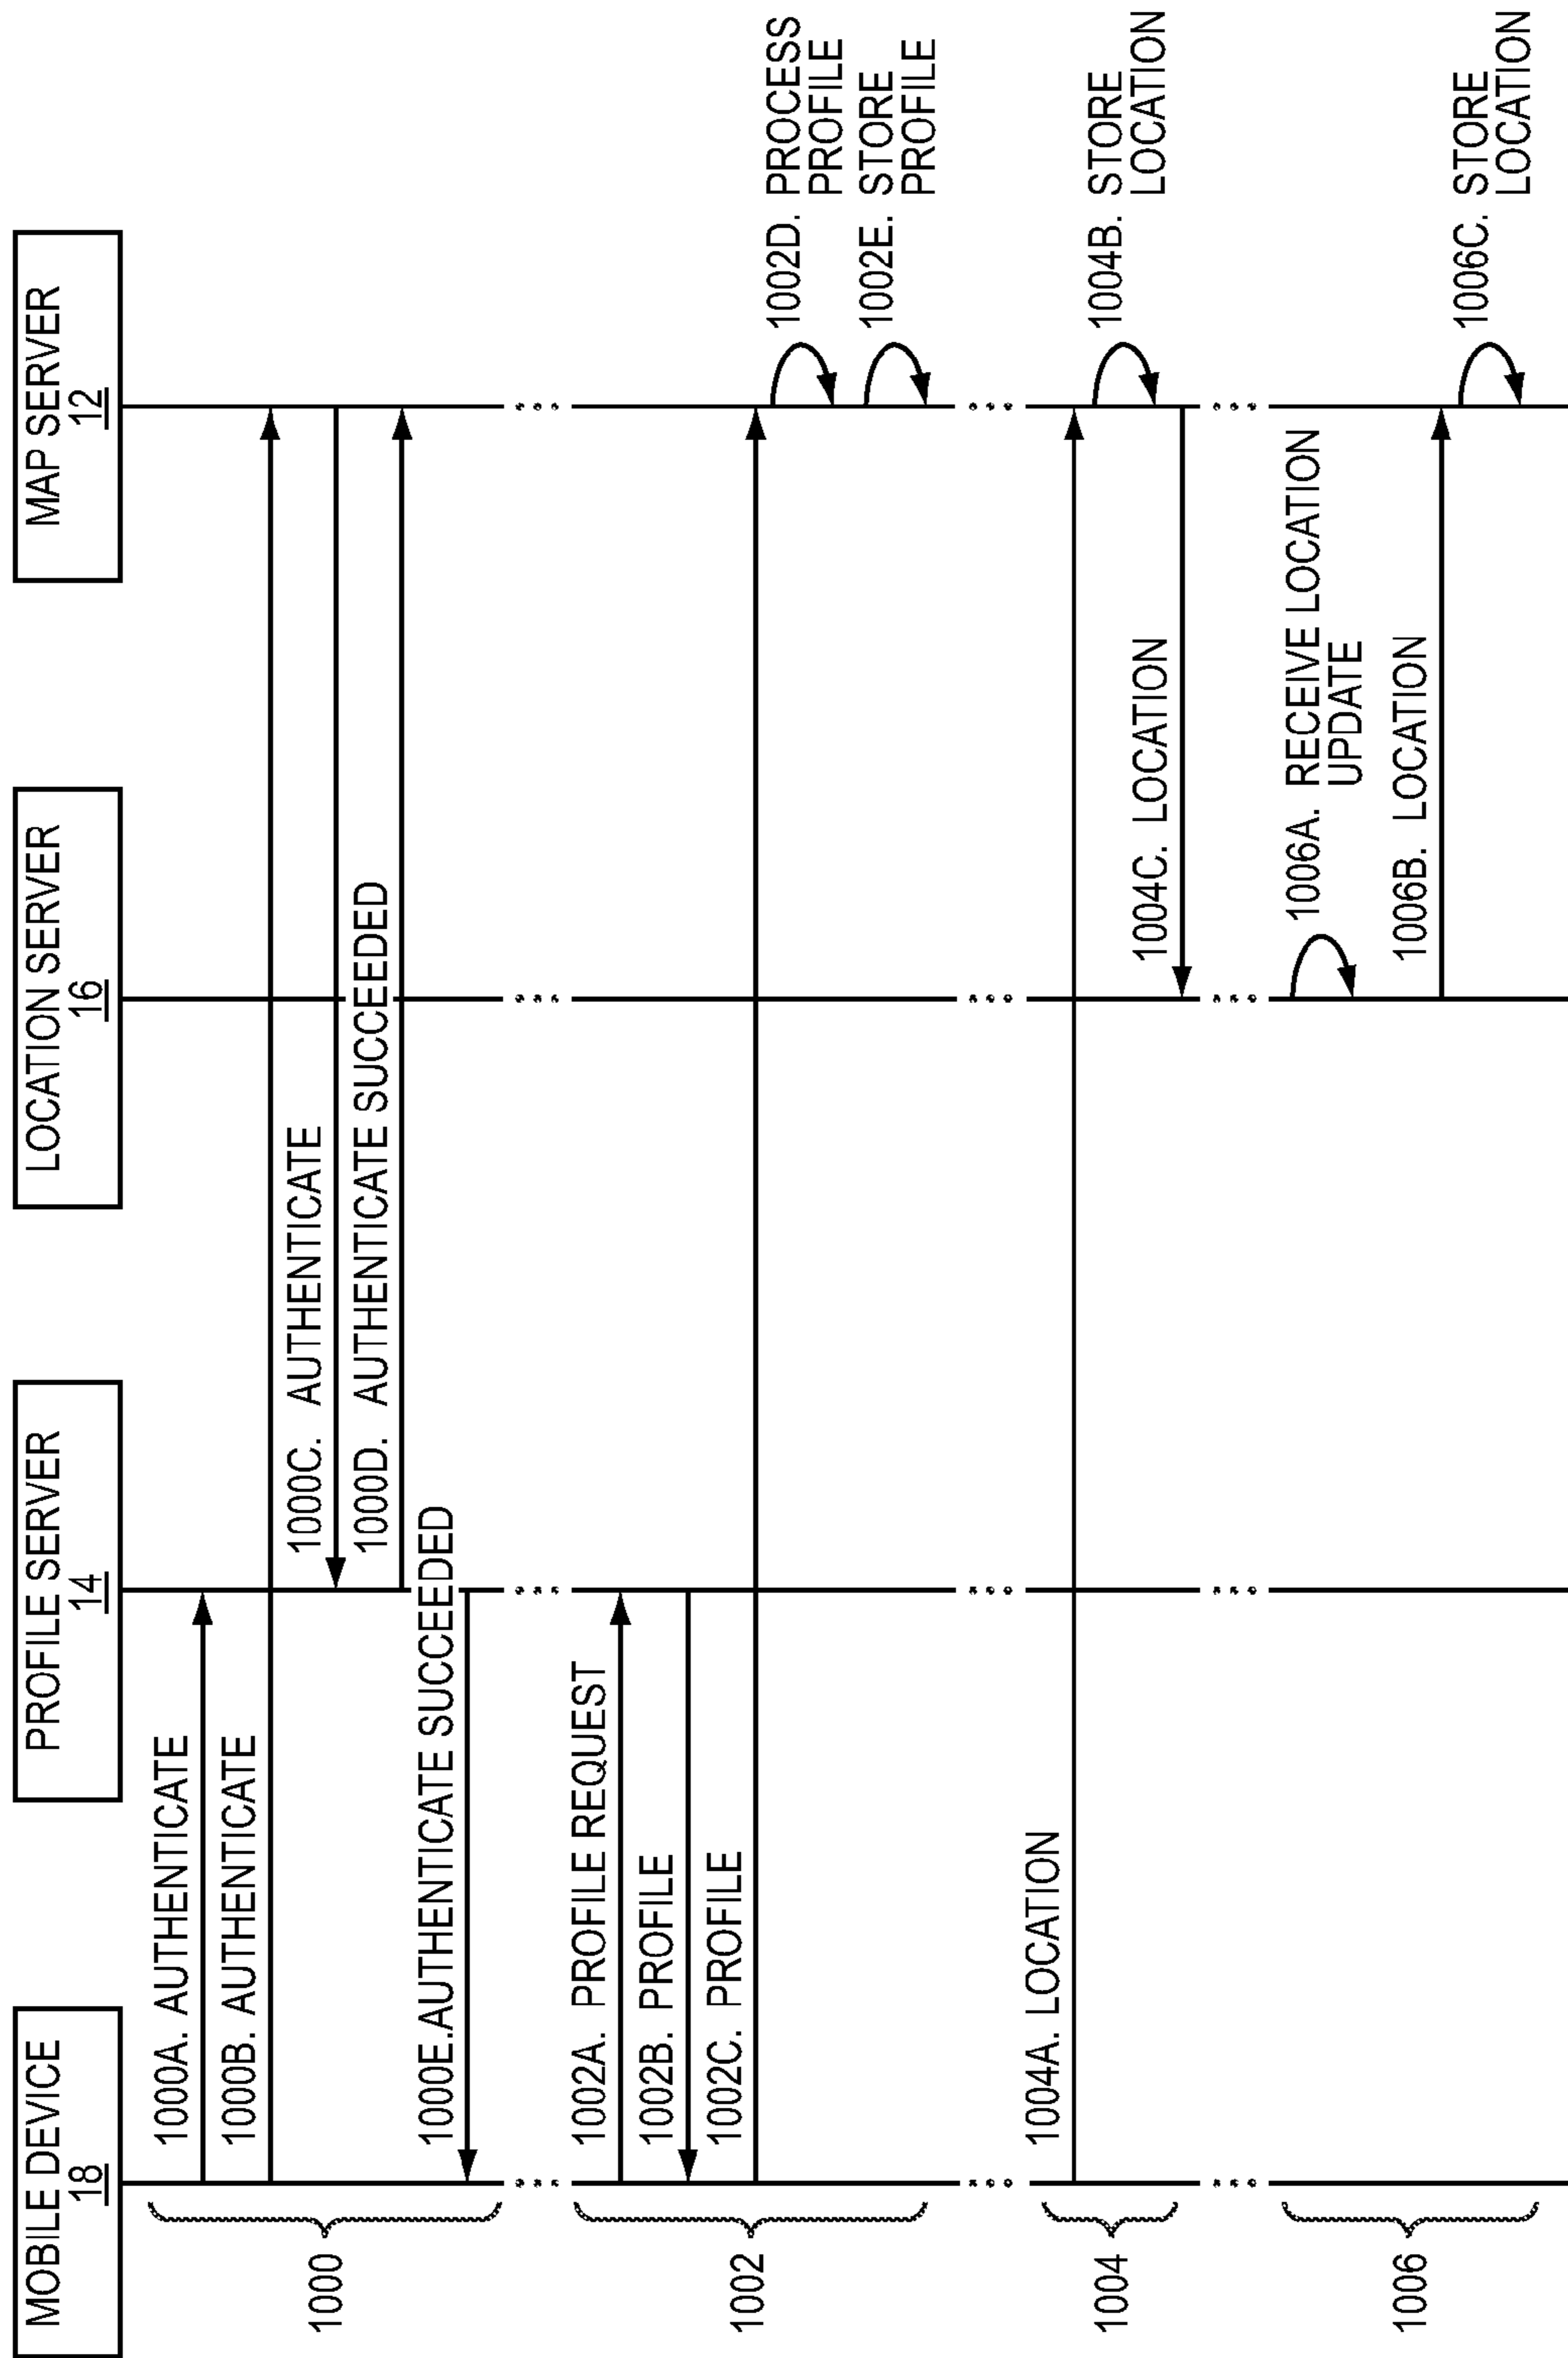 MOBILE DEVICE
18
PROFILE SERVER
14
LOCATION SERVER
16
MAP SERVER
12
1000
1000A. AUTHENTICATE
1000B. AUTHENTICATE
1000C. AUTHENTICATE
1000D. AUTHENTICATE SUCCEEDED
1000E.AUTHENTICATE SUCCEEDED
1002
1002A. PROFILE REQUEST
1002B. PROFILE
1002C. PROFILE
1002D. PROCESS
PROFILE
1002E. STORE
PROFILE
1004
1004A. LOCATION
1004B. STORE
LOCATION
1004C. LOCATION
1006
1006A. RECEIVE LOCATION
UPDATE
1006B. LOCATION
1006C. STORE
LOCATION